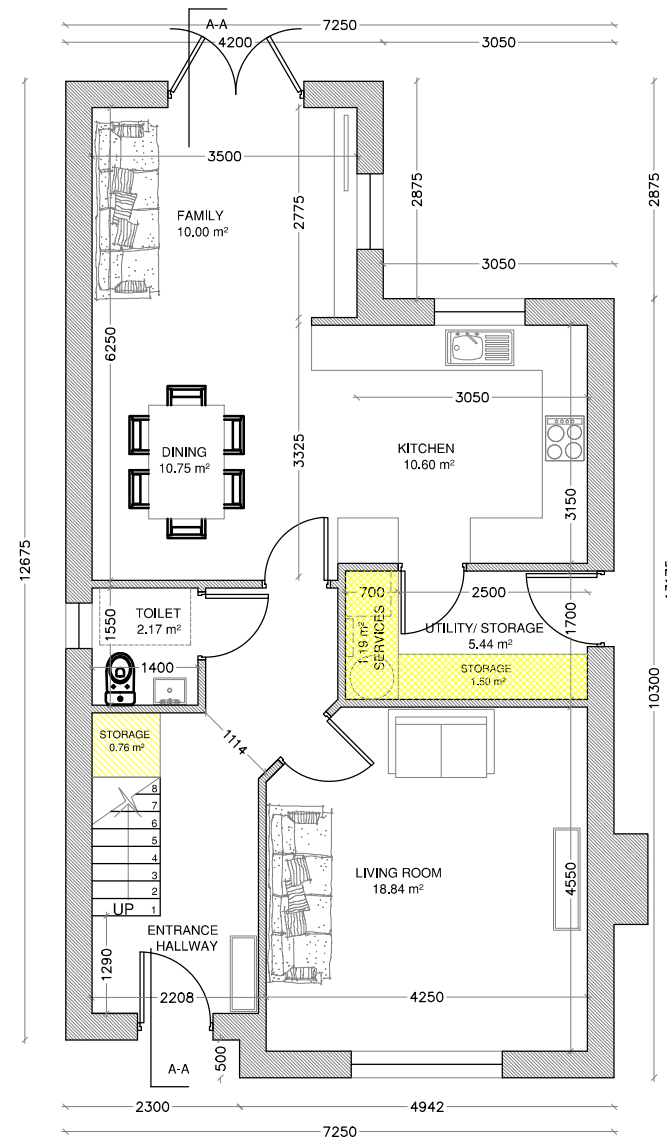 A-A
7250
4200
3050
3500
FAMILY
10.00 m²
2775
2875
2875
3050
6250
3050
DINING
10.75 m²
3325
KITCHEN
10.60 m²
3150
12675
700
2500
1550
TOILET
2.17 m²
1400
1.19 m²
SERVICES
UTILITY/ STORAGE
5.44 m²
1700
STORAGE
1.50 m²
10300
STORAGE
0.76 m²
1114
8
7
6
5
4
3
2
UP
1
LIVING ROOM
18.84 m²
4550
ENTRANCE
HALLWAY
1290
2208
4250
A-A
500
2300
4942
7250